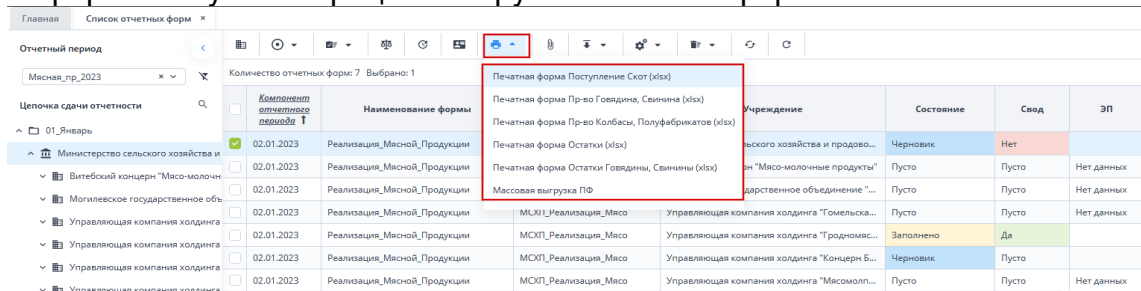 Главная Список отчетных форм ×
Отчетный период
Мясная_пр_2023
Цепочка сдачи отчетности
01_Январь
Министерство сельского хозяйства и
Витебский концерн "Мясо-молочн
Могилевское государственное объ
Управляющая компания холдинга
Управляющая компания холдинга
Управляющая компания холдинга
Управляющая компания холдинга
Количество отчетных форм: 7 Выбрано: 1
Печатная форма Поступление Скот (xlsx)
Печатная форма Пр-во Говядина, Свинина (xlsx)
Печатная форма Пр-во Колбасы, Полуфабрикатов (xlsx)
Печатная форма Остатки (xlsx)
Печатная форма Остатки Говядины, Свинины (xlsx)
Массовая выгрузка ПФ
Компонент отчетного периода ↑ Наименование формы Учреждение Состояние Свод ЭП
02.01.2023 Реализация_Мясной_Продукции ьского хозяйства и продово... Черновик Нет
02.01.2023 Реализация_Мясной_Продукции рн "Мясо-молочные продукты" Пусто Пусто Нет данных
02.01.2023 Реализация_Мясной_Продукции дарственное объединение "... Пусто Пусто Нет данных
02.01.2023 Реализация_Мясной_Продукции МСХП_Реализация_Мясо Управляющая компания холдинга "Гомельска... Пусто Пусто Нет данных
02.01.2023 Реализация_Мясной_Продукции МСХП_Реализация_Мясо Управляющая компания холдинга "Гродномяс... Заполнено Да
02.01.2023 Реализация_Мясной_Продукции МСХП_Реализация_Мясо Управляющая компания холдинга "Концерн Б... Черновик Пусто
02.01.2023 Реализация_Мясной_Продукции МСХП_Реализация_Мясо Управляющая компания холдинга "Мясомолп... Пусто Пусто Нет данных